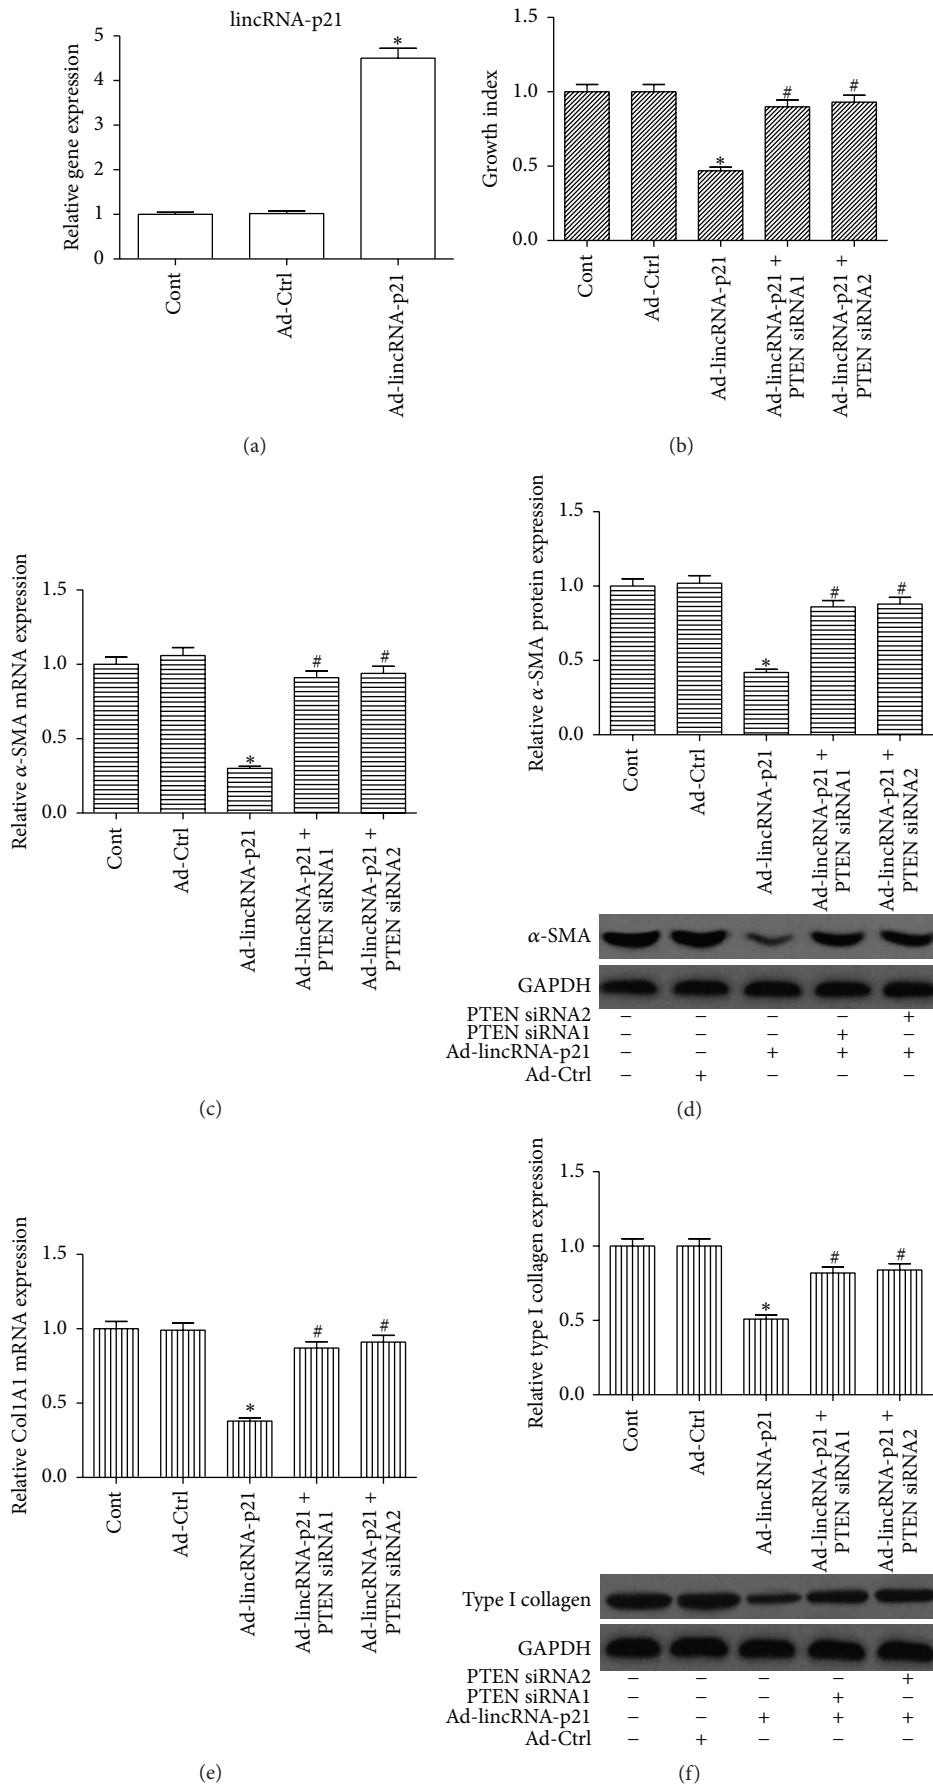 lincRNA-p21
Relative gene expression
5
4
3
2
1
0
*
Cont
Ad-Ctrl
Ad-lincRNA-p21
(a)
Growth index
1.5
1.0
0.5
0.0
*
#
#
Cont
Ad-Ctrl
Ad-lincRNA-p21
Ad-lincRNA-p21 +
PTEN siRNA1
Ad-lincRNA-p21 +
PTEN siRNA2
(b)
Relative α-SMA mRNA expression
1.5
1.0
0.5
0.0
*
#
#
Cont
Ad-Ctrl
Ad-lincRNA-p21
Ad-lincRNA-p21 +
PTEN siRNA1
Ad-lincRNA-p21 +
PTEN siRNA2
(c)
Relative α-SMA protein expression
1.5
1.0
0.5
0.0
*
#
#
Cont
Ad-Ctrl
Ad-lincRNA-p21
Ad-lincRNA-p21 +
PTEN siRNA1
Ad-lincRNA-p21 +
PTEN siRNA2
α-SMA
GAPDH
PTEN siRNA2 − − − − +
PTEN siRNA1 − − − + −
Ad-lincRNA-p21 − − + + +
Ad-Ctrl − + − − −
(d)
Relative Col1A1 mRNA expression
1.5
1.0
0.5
0.0
*
#
#
Cont
Ad-Ctrl
Ad-lincRNA-p21
Ad-lincRNA-p21 +
PTEN siRNA1
Ad-lincRNA-p21 +
PTEN siRNA2
(e)
Relative type I collagen expression
1.5
1.0
0.5
0.0
*
#
#
Cont
Ad-Ctrl
Ad-lincRNA-p21
Ad-lincRNA-p21 +
PTEN siRNA1
Ad-lincRNA-p21 +
PTEN siRNA2
Type I collagen
GAPDH
PTEN siRNA2 − − − − +
PTEN siRNA1 − − − + −
Ad-lincRNA-p21 − − + + +
Ad-Ctrl − + − − −
(f)